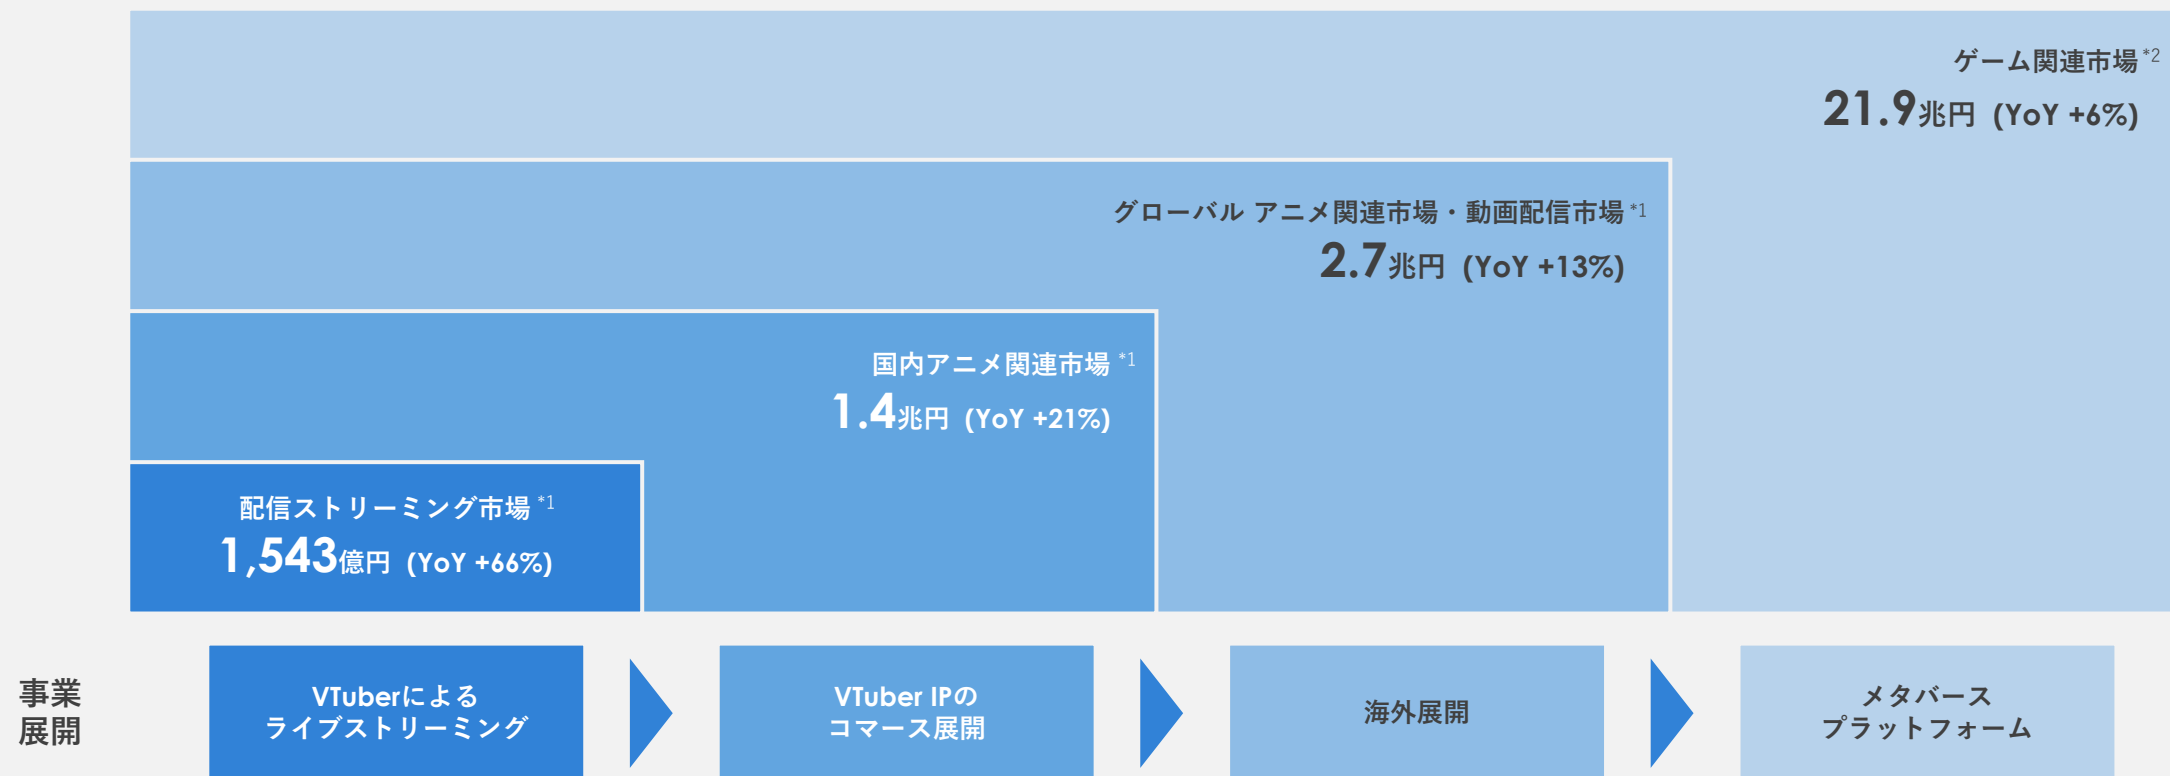 ゲーム関連市場 *2
21.9兆円 (YoY +6%)
グローバル アニメ関連市場・動画配信市場 *1
2.7兆円 (YoY +13%)
国内アニメ関連市場 *1
1.4兆円 (YoY +21%)
配信ストリーミング市場 *1
1,543億円 (YoY +66%)
事業
展開
VTuberによる
ライブストリーミング
VTuber IPの
コマース展開
海外展開
メタバース
プラットフォーム